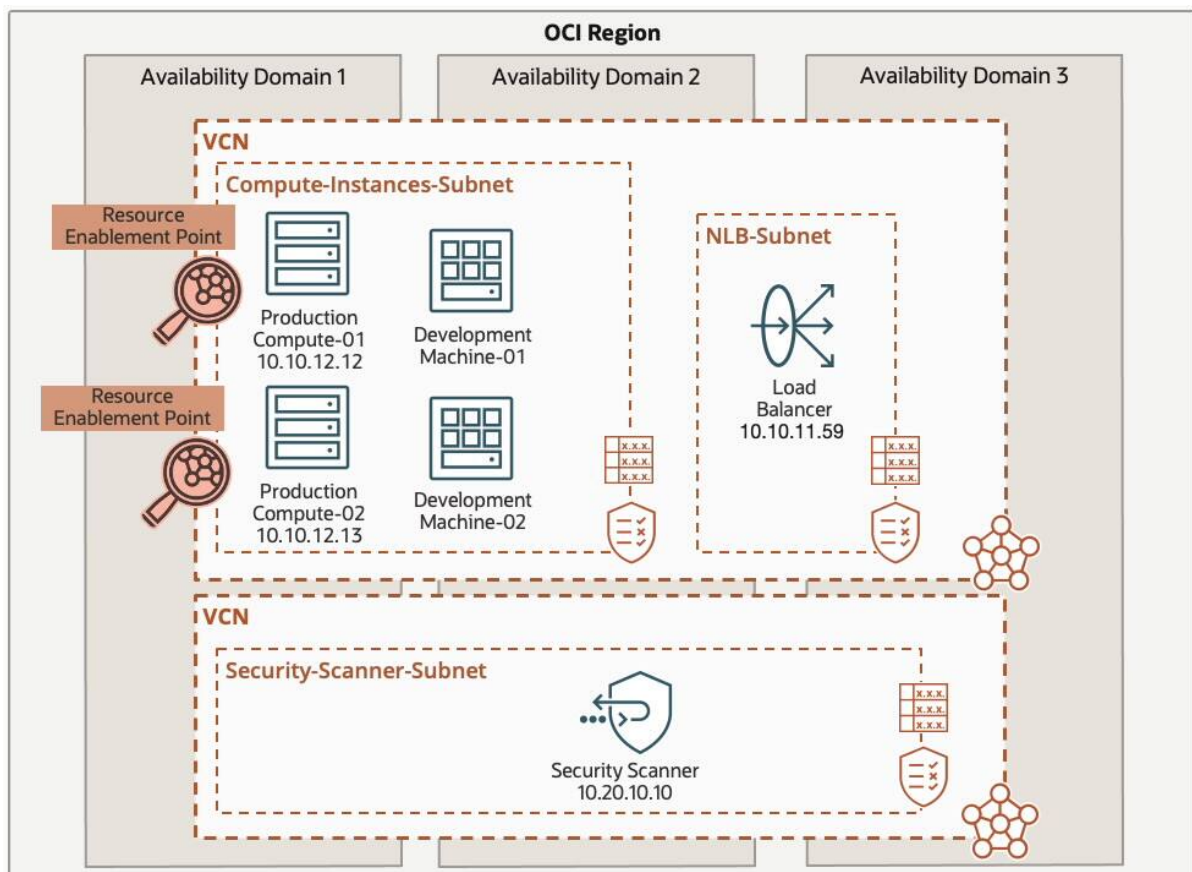 OCI Region
Availability Domain 1
Availability Domain 2
Availability Domain 3
VCN
Compute-Instances-Subnet
Resource
Enablement Point
Production
Compute-01
10.10.12.12
Development
Machine-01
Resource
Enablement Point
Production
Compute-02
10.10.12.13
Development
Machine-02
x.x.x.
x.x.x.
x.x.x.
NLB-Subnet
Load
Balancer
10.10.11.59
x.x.x.
x.x.x.
x.x.x.
VCN
Security-Scanner-Subnet
Security Scanner
10.20.10.10
x.x.x.
x.x.x.
x.x.x.